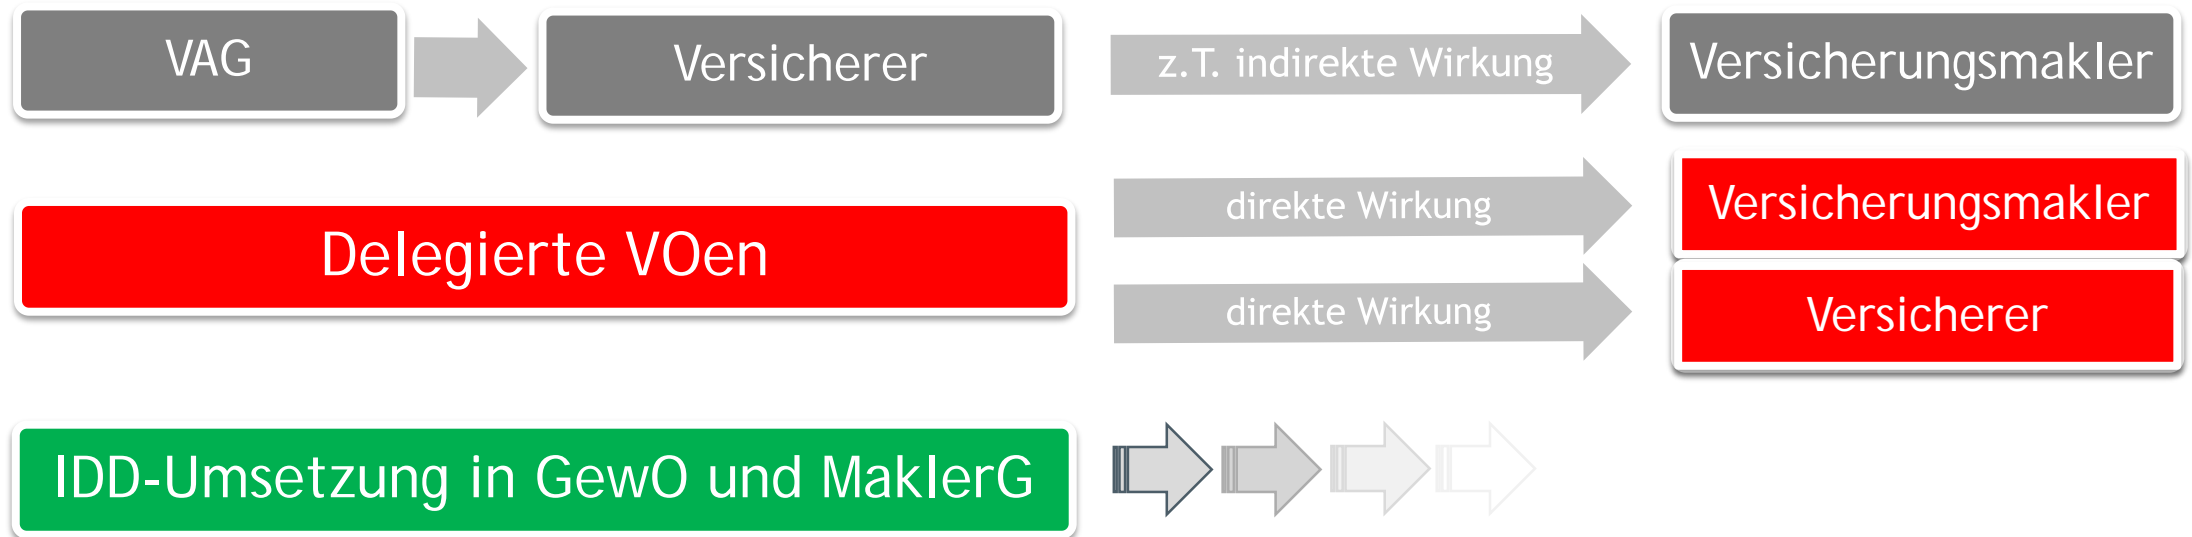 VAG
Versicherer
z.T. indirekte Wirkung
Versicherungsmakler
Delegierte VOen
direkte Wirkung
Versicherungsmakler
direkte Wirkung
Versicherer
IDD-Umsetzung in GewO und MaklerG